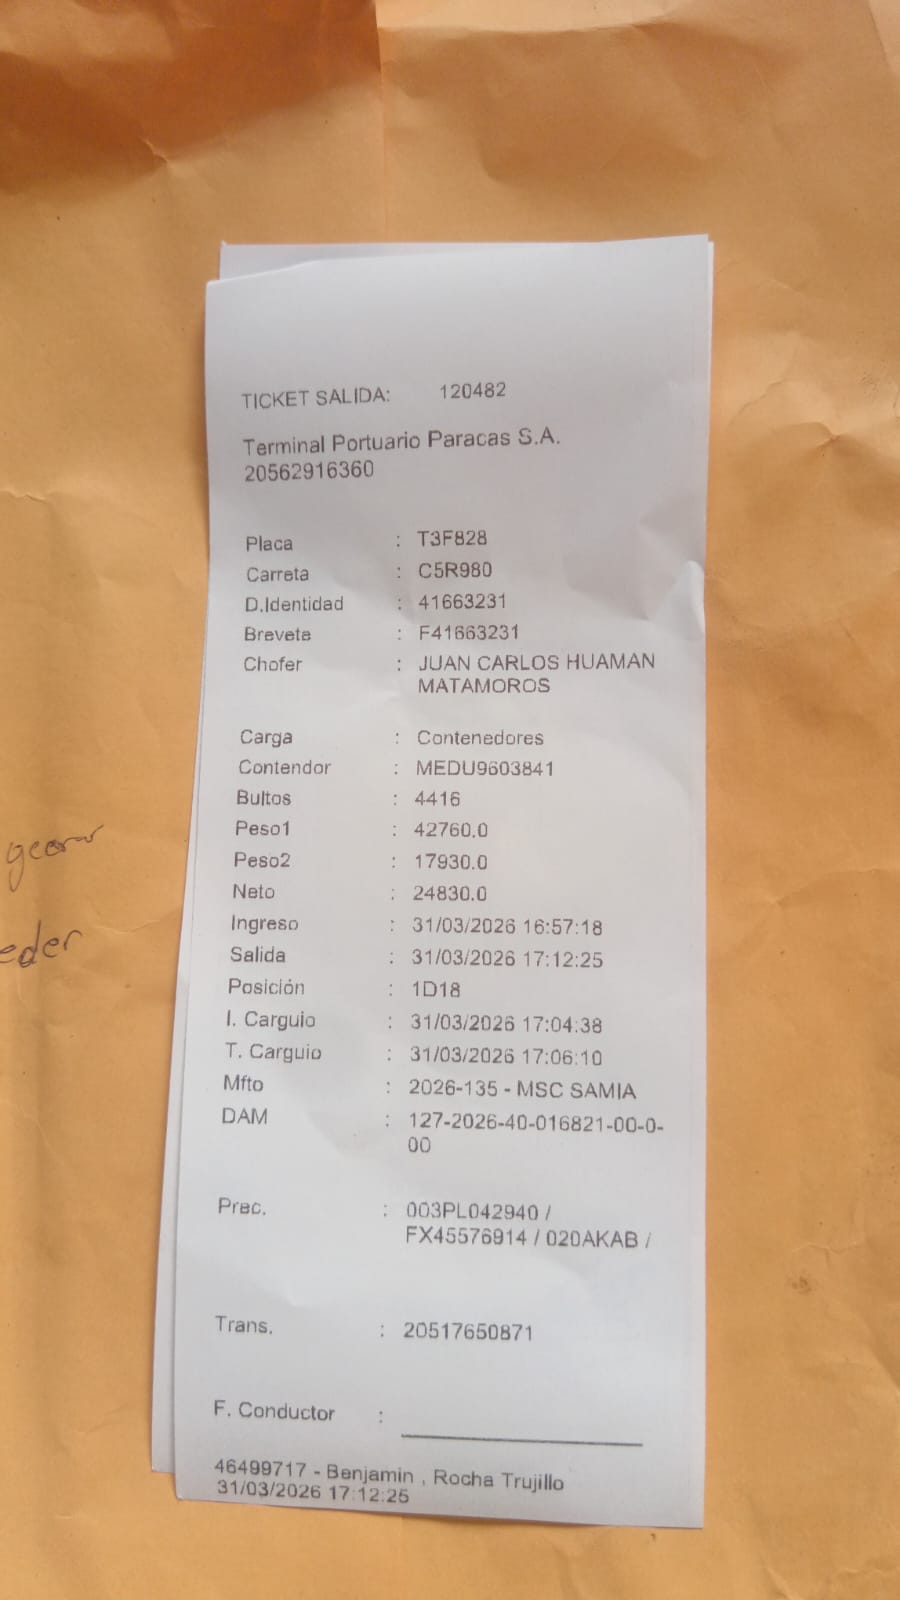 TICKET SALIDA: 120482
Terminal Portuario Paracas S.A.
20562916360
Placa : T3F828
Carreta : C5R980
D.Identidad : 41663231
Brevete : F41663231
Chofer : JUAN CARLOS HUAMAN
MATAMOROS
Carga : Contenedores
Contendor : MEDU9603841
Bultos : 4416
Peso1 : 42760.0
Peso2 : 17930.0
Neto : 24830.0
Ingreso : 31/03/2026 16:57:18
Salida : 31/03/2026 17:12:25
Posición : 1D18
I. Carguio : 31/03/2026 17:04:38
T. Carguio : 31/03/2026 17:06:10
Mfto : 2026-135 - MSC SAMIA
DAM : 127-2026-40-016821-00-0-
00
Prec. : 003PL042940 /
FX45576914 / 020AKAB /
Trans. : 20517650871
F. Conductor :
46499717 - Benjamin , Rocha Trujillo
31/03/2026 17:12:25
eder